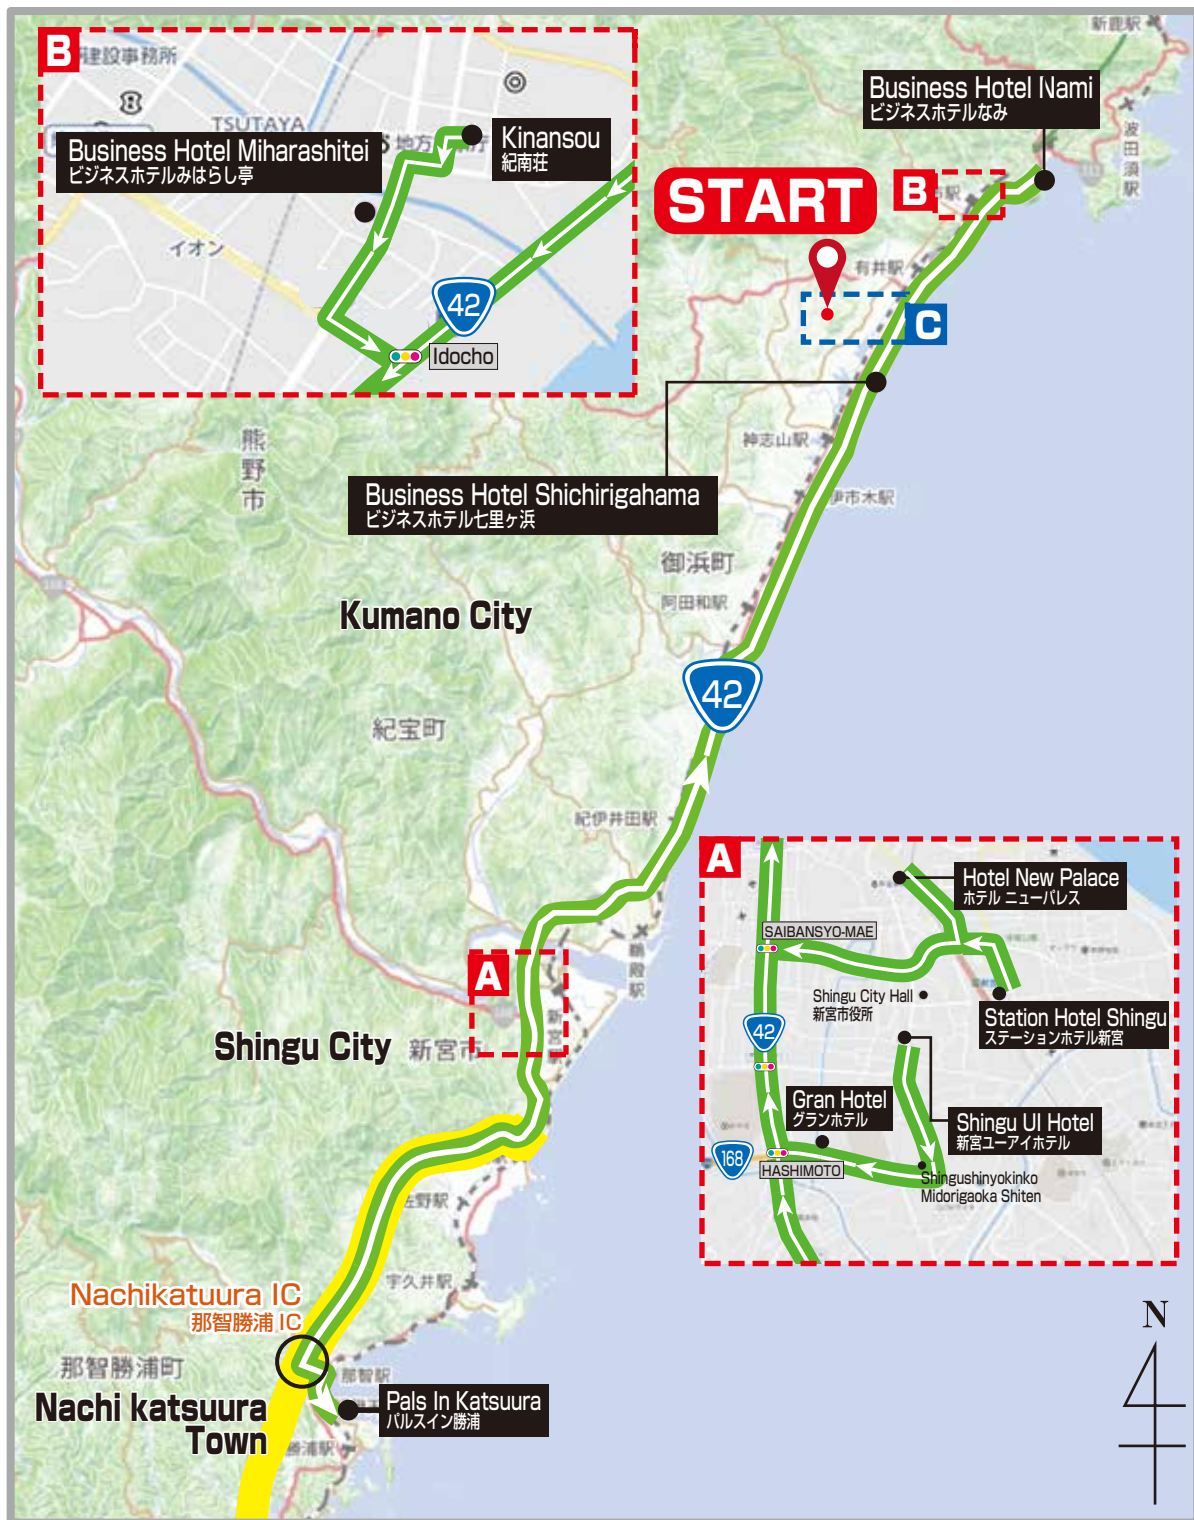 B
建設事務所
TSUTAYA
地方
Business Hotel Miharashitei
ビジネスホテルみはらし亭
Kinansou
紀南荘
イオン
42
Idocho
新鹿駅
Business Hotel Nami
ビジネスホテルなみ
波田須駅
START
B
市駅
有井駅
C
神志山駅
伊市木駅
熊野市
Business Hotel Shichirigahama
ビジネスホテル七里ヶ浜
御浜町
阿田和駅
Kumano City
42
紀宝町
紀伊井田駅
鵜殿駅
A
新宮駅
Shingu City
新宮市
A
Hotel New Palace
ホテル ニューパレス
SAIBANSYO-MAE
Shingu City Hall
新宮市役所
Station Hotel Shingu
ステーションホテル新宮
42
Gran Hotel
グランホテル
Shingu UI Hotel
新宮ユーアイホテル
168
HASHIMOTO
Shingushinyokinko
Midorigaoka Shiten
佐野駅
宇久井駅
Nachikatuura IC
那智勝浦 IC
那智勝浦町
那智駅
Nachi katsuura
Town
Pals In Katsuura
パルスイン勝浦
勝浦駅
N